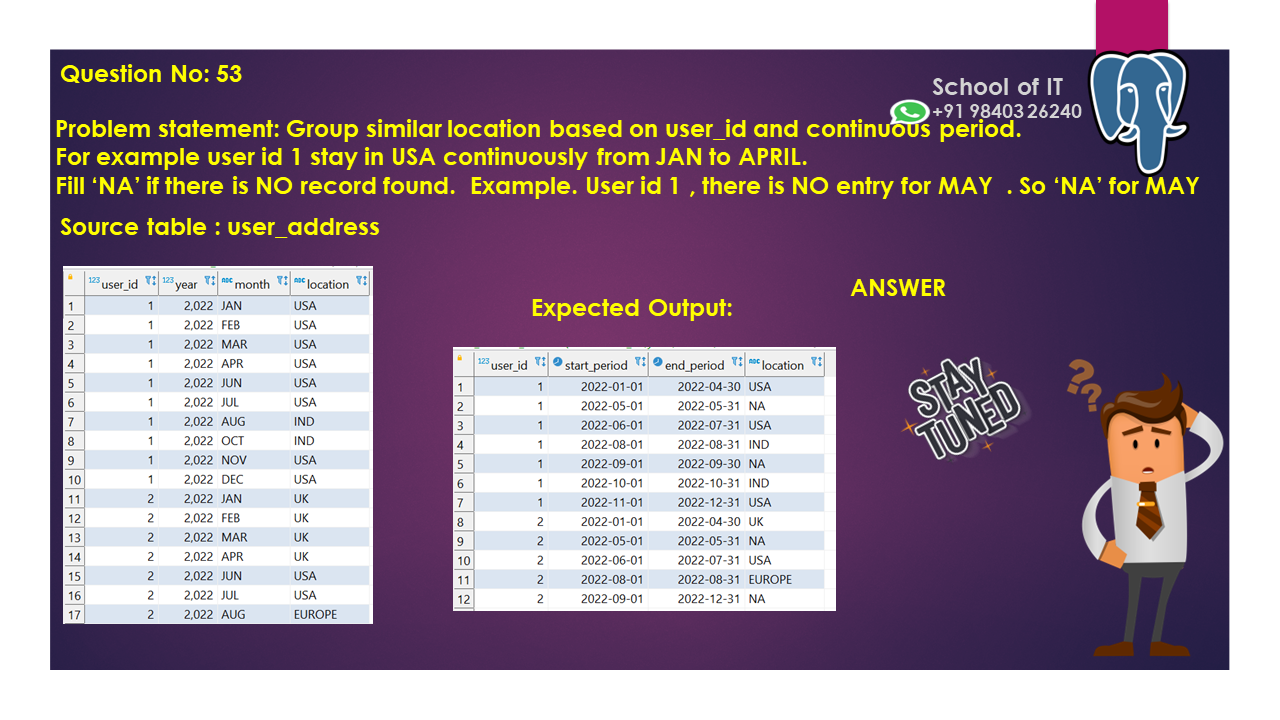 Question No: 53
School of IT
+91 98403 26240
Problem statement: Group similar location based on user_id and continuous period.
For example user id 1 stay in USA continuously from JAN to APRIL.
Fill ‘NA’ if there is NO record found. Example. User id 1 , there is NO entry for MAY . So ‘NA’ for MAY
Source table : user_address
123 user_id 123 year ABC month ABC location
1 1 2,022 JAN USA
2 1 2,022 FEB USA
3 1 2,022 MAR USA
4 1 2,022 APR USA
5 1 2,022 JUN USA
6 1 2,022 JUL USA
7 1 2,022 AUG IND
8 1 2,022 OCT IND
9 1 2,022 NOV USA
10 1 2,022 DEC USA
11 2 2,022 JAN UK
12 2 2,022 FEB UK
13 2 2,022 MAR UK
14 2 2,022 APR UK
15 2 2,022 JUN USA
16 2 2,022 JUL USA
17 2 2,022 AUG EUROPE
Expected Output:
123 user_id start_period end_period ABC location
1 1 2022-01-01 2022-04-30 USA
2 1 2022-05-01 2022-05-31 NA
3 1 2022-06-01 2022-07-31 USA
4 1 2022-08-01 2022-08-31 IND
5 1 2022-09-01 2022-09-30 NA
6 1 2022-10-01 2022-10-31 IND
7 1 2022-11-01 2022-12-31 USA
8 2 2022-01-01 2022-04-30 UK
9 2 2022-05-01 2022-05-31 NA
10 2 2022-06-01 2022-07-31 USA
11 2 2022-08-01 2022-08-31 EUROPE
12 2 2022-09-01 2022-12-31 NA
ANSWER
STAY
TUNED
??